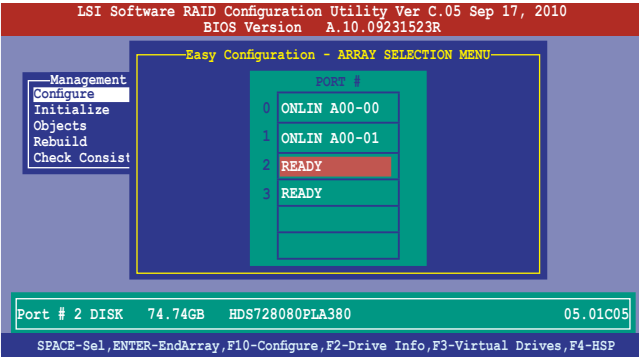 LSI Software RAID Configuration Utility Ver C.05 Sep 17, 2010
BIOS Version A.10.09231523R
Easy Configuration - ARRAY SELECTION MENU
Management
Configure
Initialize
Objects
Rebuild
Check Consist
PORT #
0 ONLIN A00-00
1 ONLIN A00-01
2 READY
3 READY
Port # 2 DISK 74.74GB HDS728080PLA380 05.01C05
SPACE-Sel,ENTER-EndArray,F10-Configure,F2-Drive Info,F3-Virtual Drives,F4-HSP